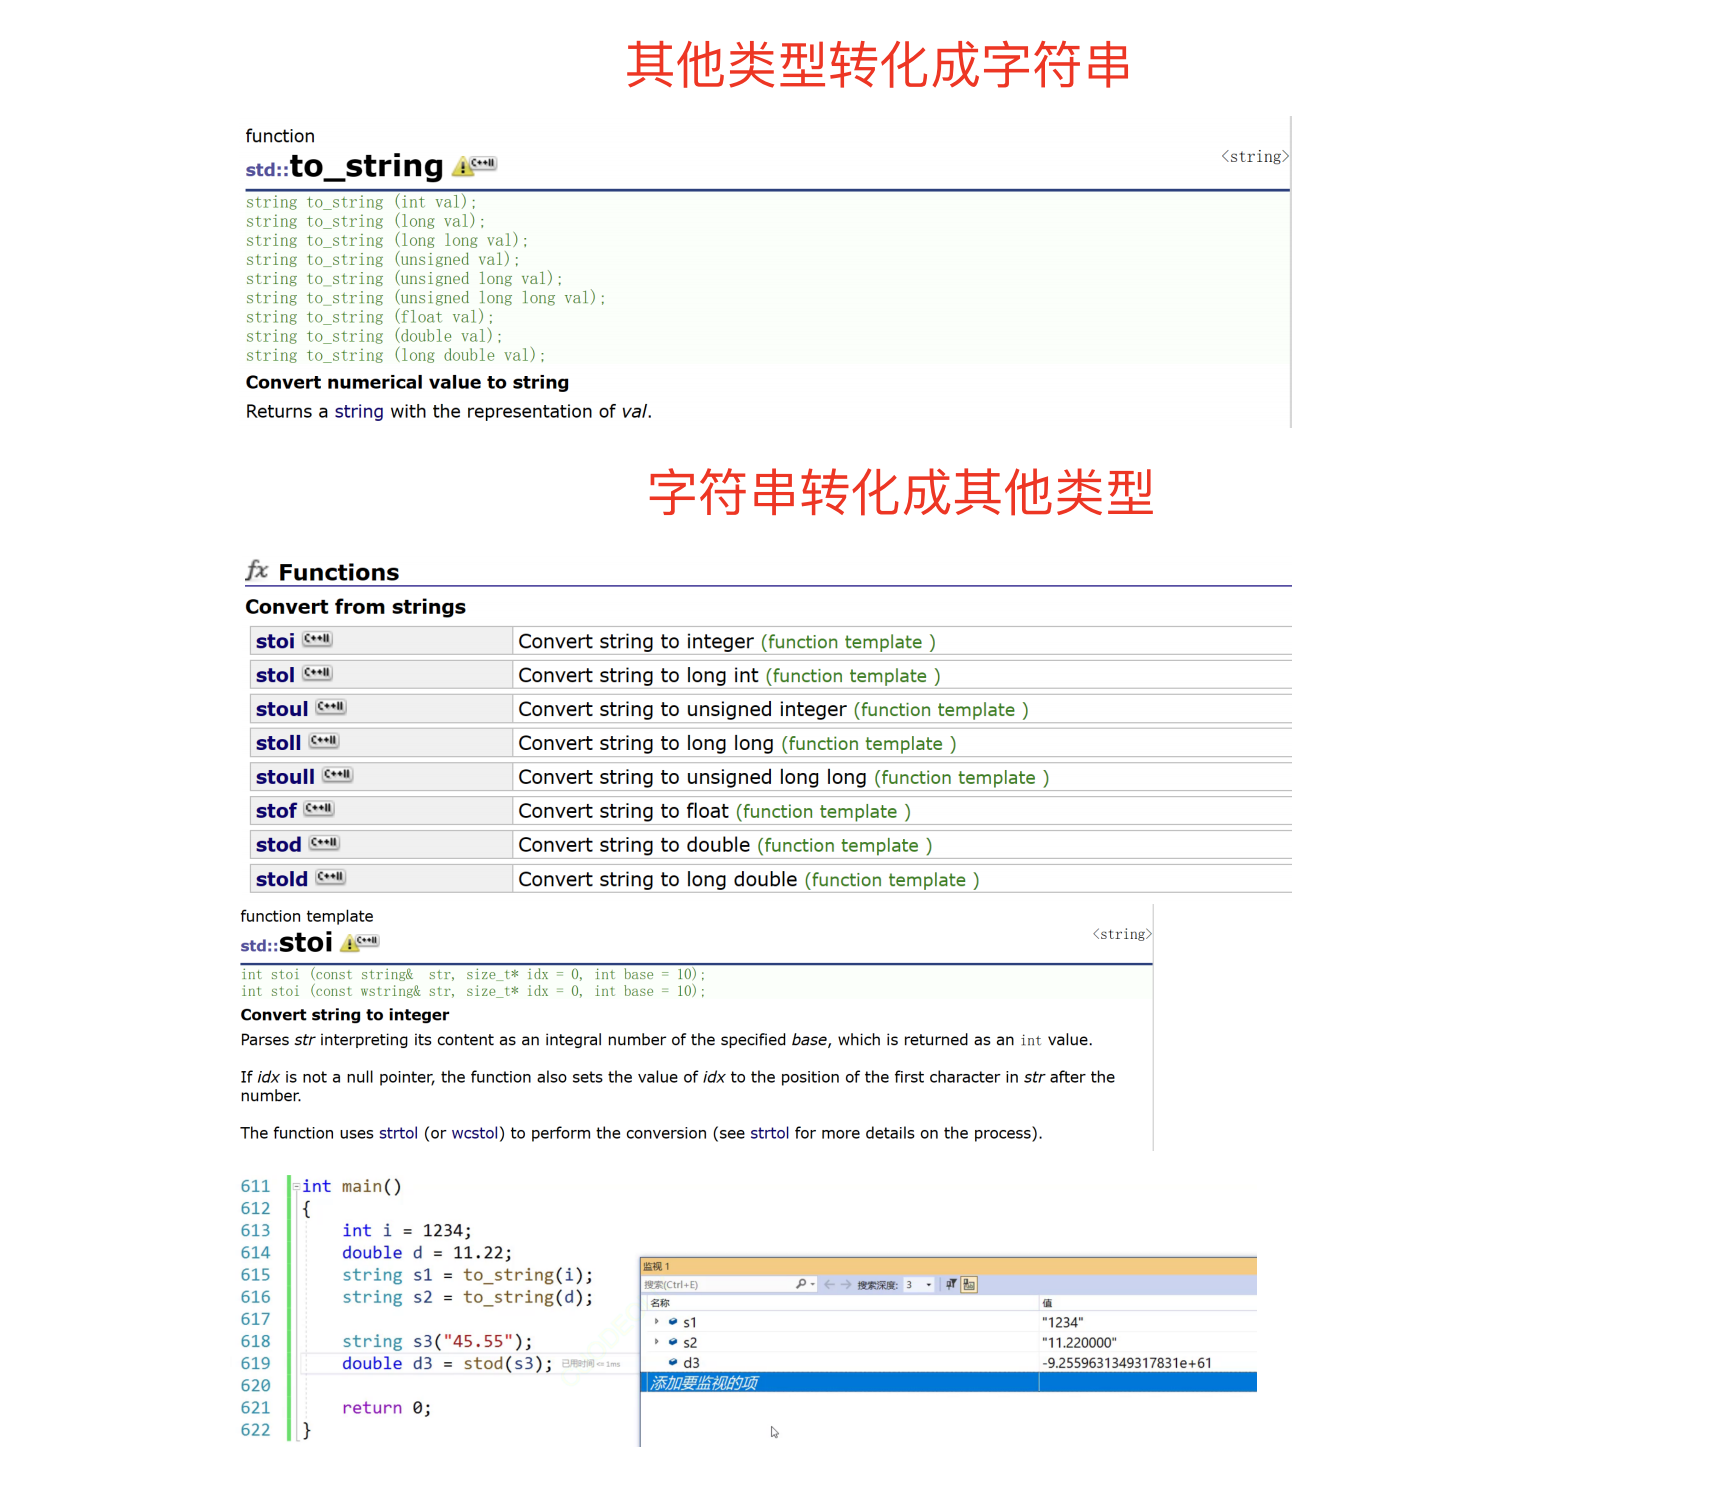 其他类型转化成字符串
function
std::to_string C++11
<string>
string to_string (int val);
string to_string (long val);
string to_string (long long val);
string to_string (unsigned val);
string to_string (unsigned long val);
string to_string (unsigned long long val);
string to_string (float val);
string to_string (double val);
string to_string (long double val);
Convert numerical value to string
Returns a string with the representation of val.
字符串转化成其他类型
fx Functions
Convert from strings
stoi C++11 Convert string to integer (function template )
stol C++11 Convert string to long int (function template )
stoul C++11 Convert string to unsigned integer (function template )
stoll C++11 Convert string to long long (function template )
stoull C++11 Convert string to unsigned long long (function template )
stof C++11 Convert string to float (function template )
stod C++11 Convert string to double (function template )
stold C++11 Convert string to long double (function template )
function template
std::stoi C++11
<string>
int stoi (const string&  str, size_t* idx = 0, int base = 10);
int stoi (const wstring& str, size_t* idx = 0, int base = 10);
Convert string to integer
Parses str interpreting its content as an integral number of the specified base, which is returned as an int value.
If idx is not a null pointer, the function also sets the value of idx to the position of the first character in str after the
number.
The function uses strtol (or wcstol) to perform the conversion (see strtol for more details on the process).
611 int main()
612 {
613 int i = 1234;
614 double d = 11.22;
615 string s1 = to_string(i);
616 string s2 = to_string(d);
617
618 string s3("45.55");
619 double d3 = stod(s3); 已用时间 <= 1ms
620
621 return 0;
622 }
监视 1
搜索(Ctrl+E) 搜索深度: 3
名称 值
s1 "1234"
s2 "11.220000"
d3 -9.2559631349317831e+61
添加要监视的项